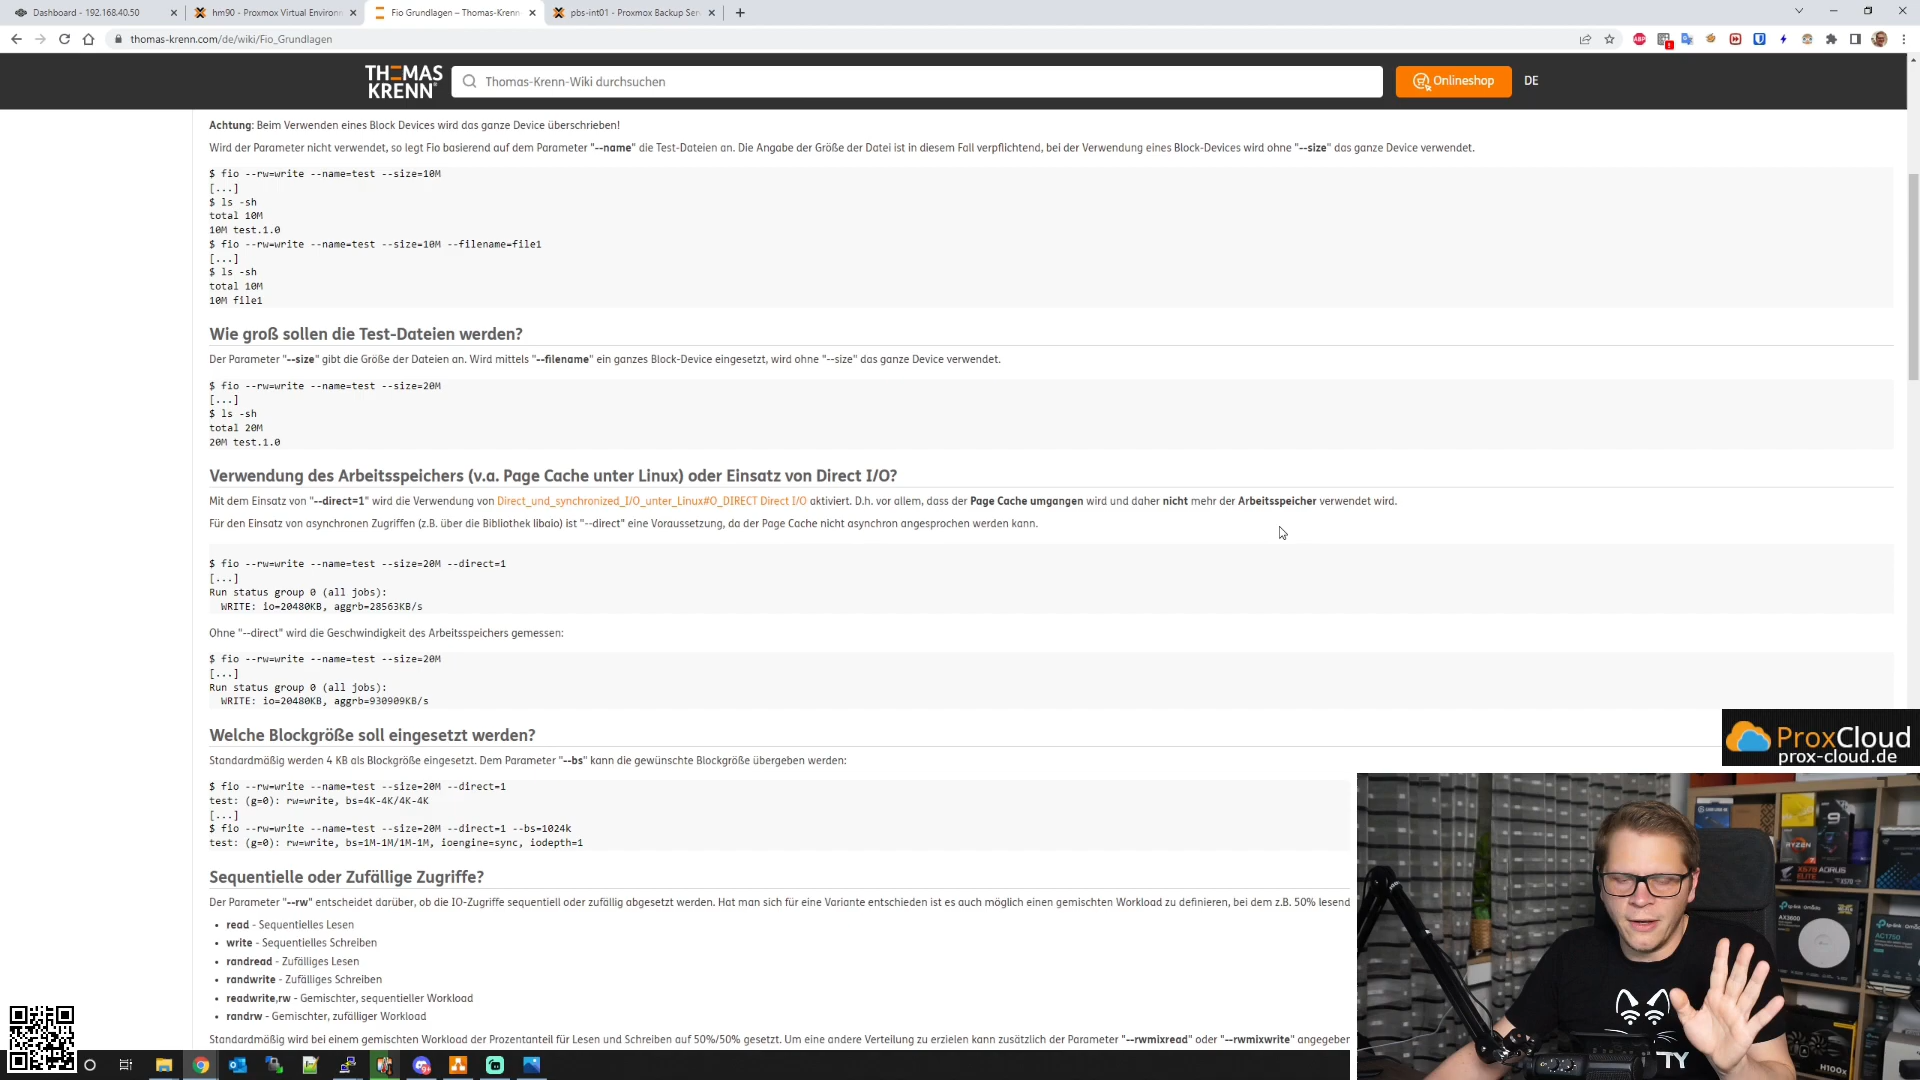 Dashboard - 192.168.40.50
hm90 - Proxmox Virtual Environm
Fio Grundlagen – Thomas-Krenn
pbs-int01 - Proxmox Backup Ser
thomas-krenn.com/de/wiki/Fio_Grundlagen
THOMAS KRENN
Thomas-Krenn-Wiki durchsuchen
Onlineshop
DE
Achtung: Beim Verwenden eines Block Devices wird das ganze Device überschrieben!
Wird der Parameter nicht verwendet, so legt Fio basierend auf dem Parameter "--name" die Test-Dateien an. Die Angabe der Größe der Datei ist in diesem Fall verpflichtend, bei der Verwendung eines Block-Devices wird ohne "--size" das ganze Device verwendet.
$ fio --rw=write --name=test --size=10M
[...]
$ ls -sh
total 10M
10M test.1.0
$ fio --rw=write --name=test --size=10M --filename=file1
[...]
$ ls -sh
total 10M
10M file1
Wie groß sollen die Test-Dateien werden?
Der Parameter "--size" gibt die Größe der Dateien an. Wird mittels "--filename" ein ganzes Block-Device eingesetzt, wird ohne "--size" das ganze Device verwendet.
$ fio --rw=write --name=test --size=20M
[...]
$ ls -sh
total 20M
20M test.1.0
Verwendung des Arbeitsspeichers (v.a. Page Cache unter Linux) oder Einsatz von Direct I/O?
Mit dem Einsatz von "--direct=1" wird die Verwendung von Direct_und_synchronized_I/O_unter_Linux#O_DIRECT Direct I/O aktiviert. D.h. vor allem, dass der Page Cache umgangen wird und daher nicht mehr der Arbeitsspeicher verwendet wird.
Für den Einsatz von asynchronen Zugriffen (z.B. über die Bibliothek libaio) ist "--direct" eine Voraussetzung, da der Page Cache nicht asynchron angesprochen werden kann.
$ fio --rw=write --name=test --size=20M --direct=1
[...]
Run status group 0 (all jobs):
WRITE: io=20480KB, aggrb=28563KB/s
Ohne "--direct" wird die Geschwindigkeit des Arbeitsspeichers gemessen:
$ fio --rw=write --name=test --size=20M
[...]
Run status group 0 (all jobs):
WRITE: io=20480KB, aggrb=930909KB/s
Welche Blockgröße soll eingesetzt werden?
Standardmäßig werden 4 KB als Blockgröße eingesetzt. Dem Parameter "--bs" kann die gewünschte Blockgröße übergeben werden:
$ fio --rw=write --name=test --size=20M --direct=1
test: (g=0): rw=write, bs=4K-4K/4K-4K
[...]
$ fio --rw=write --name=test --size=20M --direct=1 --bs=1024k
test: (g=0): rw=write, bs=1M-1M/1M-1M, ioengine=sync, iodepth=1
Sequentielle oder Zufällige Zugriffe?
Der Parameter "--rw" entscheidet darüber, ob die IO-Zugriffe sequentiell oder zufällig abgesetzt werden. Hat man sich für eine Variante entschieden ist es auch möglich einen gemischten Workload zu definieren, bei dem z.B. 50% lesend
• read - Sequentielles Lesen
• write - Sequentielles Schreiben
• randread - Zufälliges Lesen
• randwrite - Zufälliges Schreiben
• readwrite,rw - Gemischter, sequentieller Workload
• randrw - Gemischter, zufälliger Workload
Standardmäßig wird bei einem gemischten Workload der Prozentanteil für Lesen und Schreiben auf 50%/50% gesetzt. Um eine andere Verteilung zu erzielen kann zusätzlich der Parameter "--rwmixread" oder "--rwmixwrite" angegeben
ProxCloud
prox-cloud.de
RYZEN
9
X570 AORUS
ELITE
tp-link
AX3000
tp-link
AC1750
TY
H100x